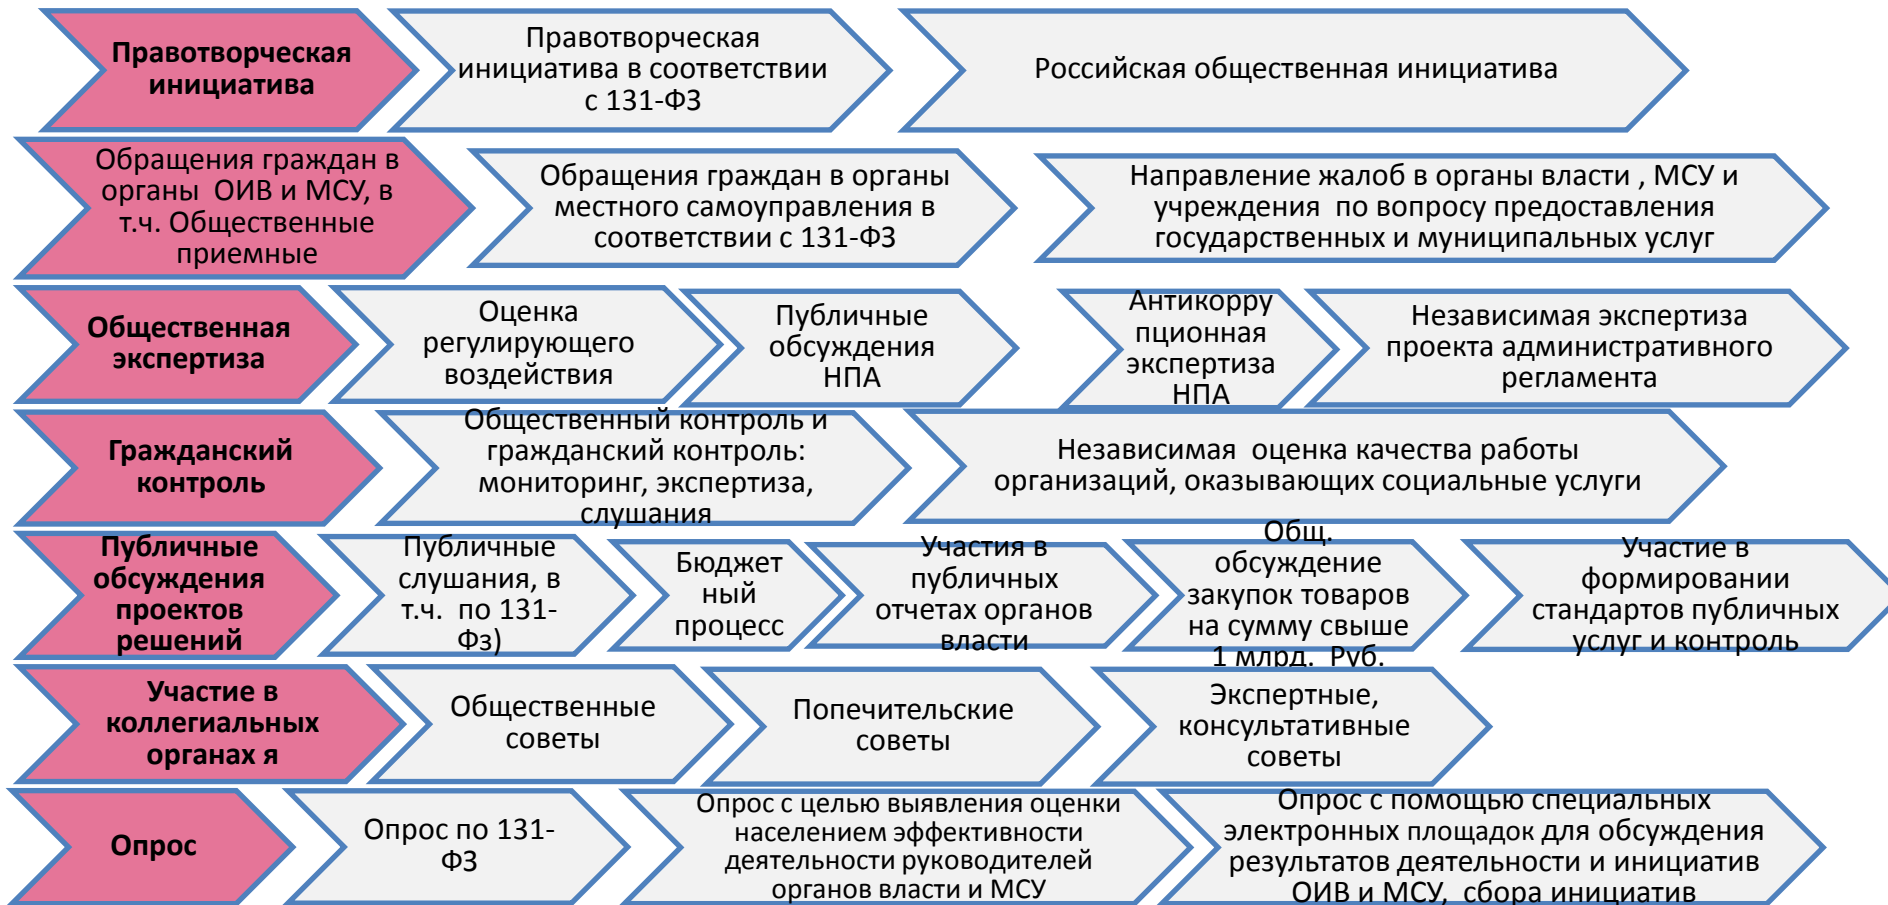 Правотворческая
инициатива
Правотворческая
инициатива в соответствии
с 131-ФЗ
Российская общественная инициатива
Обращения граждан в
органы ОИВ и МСУ, в
т.ч. Общественные
приемные
Обращения граждан в органы
местного самоуправления в
соответствии с 131-ФЗ
Направление жалоб в органы власти , МСУ и
учреждения по вопросу предоставления
государственных и муниципальных услуг
Общественная
экспертиза
Оценка
регулирующего
воздействия
Публичные
обсуждения
НПА
Антикорру
пционная
экспертиза
НПА
Независимая экспертиза
проекта административного
регламента
Гражданский
контроль
Общественный контроль и
гражданский контроль:
мониторинг, экспертиза,
слушания
Независимая оценка качества работы
организаций, оказывающих социальные услуги
Публичные
обсуждения
проектов
решений
Публичные
слушания, в
т.ч. по 131-
Фз)
Бюджет
ный
процесс
Участия в
публичных
отчетах органов
власти
Общ.
обсуждение
закупок товаров
на сумму свыше
1 млрд. Руб.
Участие в
формировании
стандартов публичных
услуг и контроль
Участие в
коллегиальных
органах я
Общественные
советы
Попечительские
советы
Экспертные,
консультативные
советы
Опрос
Опрос по 131-
ФЗ
Опрос с целью выявления оценки
населением эффективности
деятельности руководителей
органов власти и МСУ
Опрос с помощью специальных
электронных площадок для обсуждения
результатов деятельности и инициатив
ОИВ и МСУ, сбора инициатив